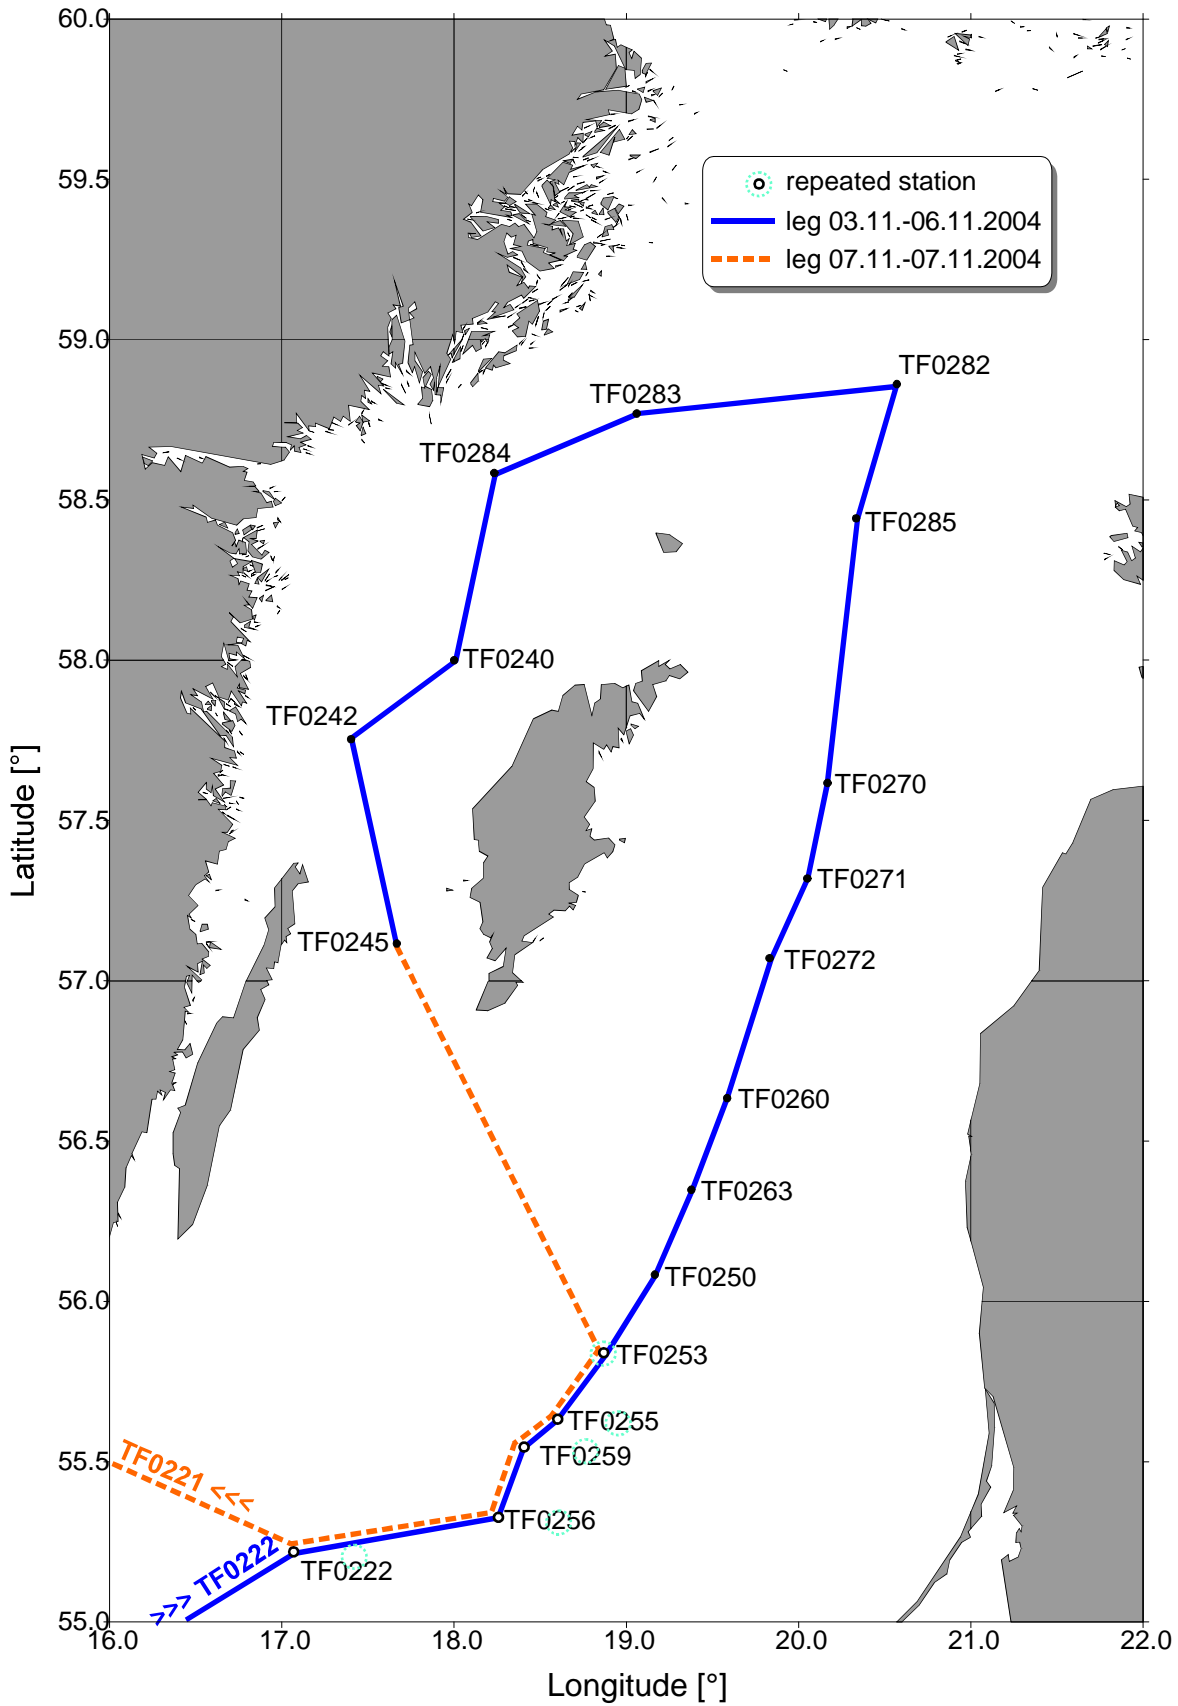 60.0
59.5
59.0
58.5
58.0
57.5
57.0
56.5
56.0
55.5
55.0
Latitude [°]
repeated station
leg 03.11.-06.11.2004
leg 07.11.-07.11.2004
TF0282
TF0283
TF0284
TF0285
TF0240
TF0242
TF0270
TF0271
TF0245
TF0272
TF0260
TF0263
TF0250
TF0253
TF0255
TF0259
TF0221 <<<
TF0256
>>> TF0222
TF0222
16.0 17.0 18.0 19.0 20.0 21.0 22.0
Longitude [°]